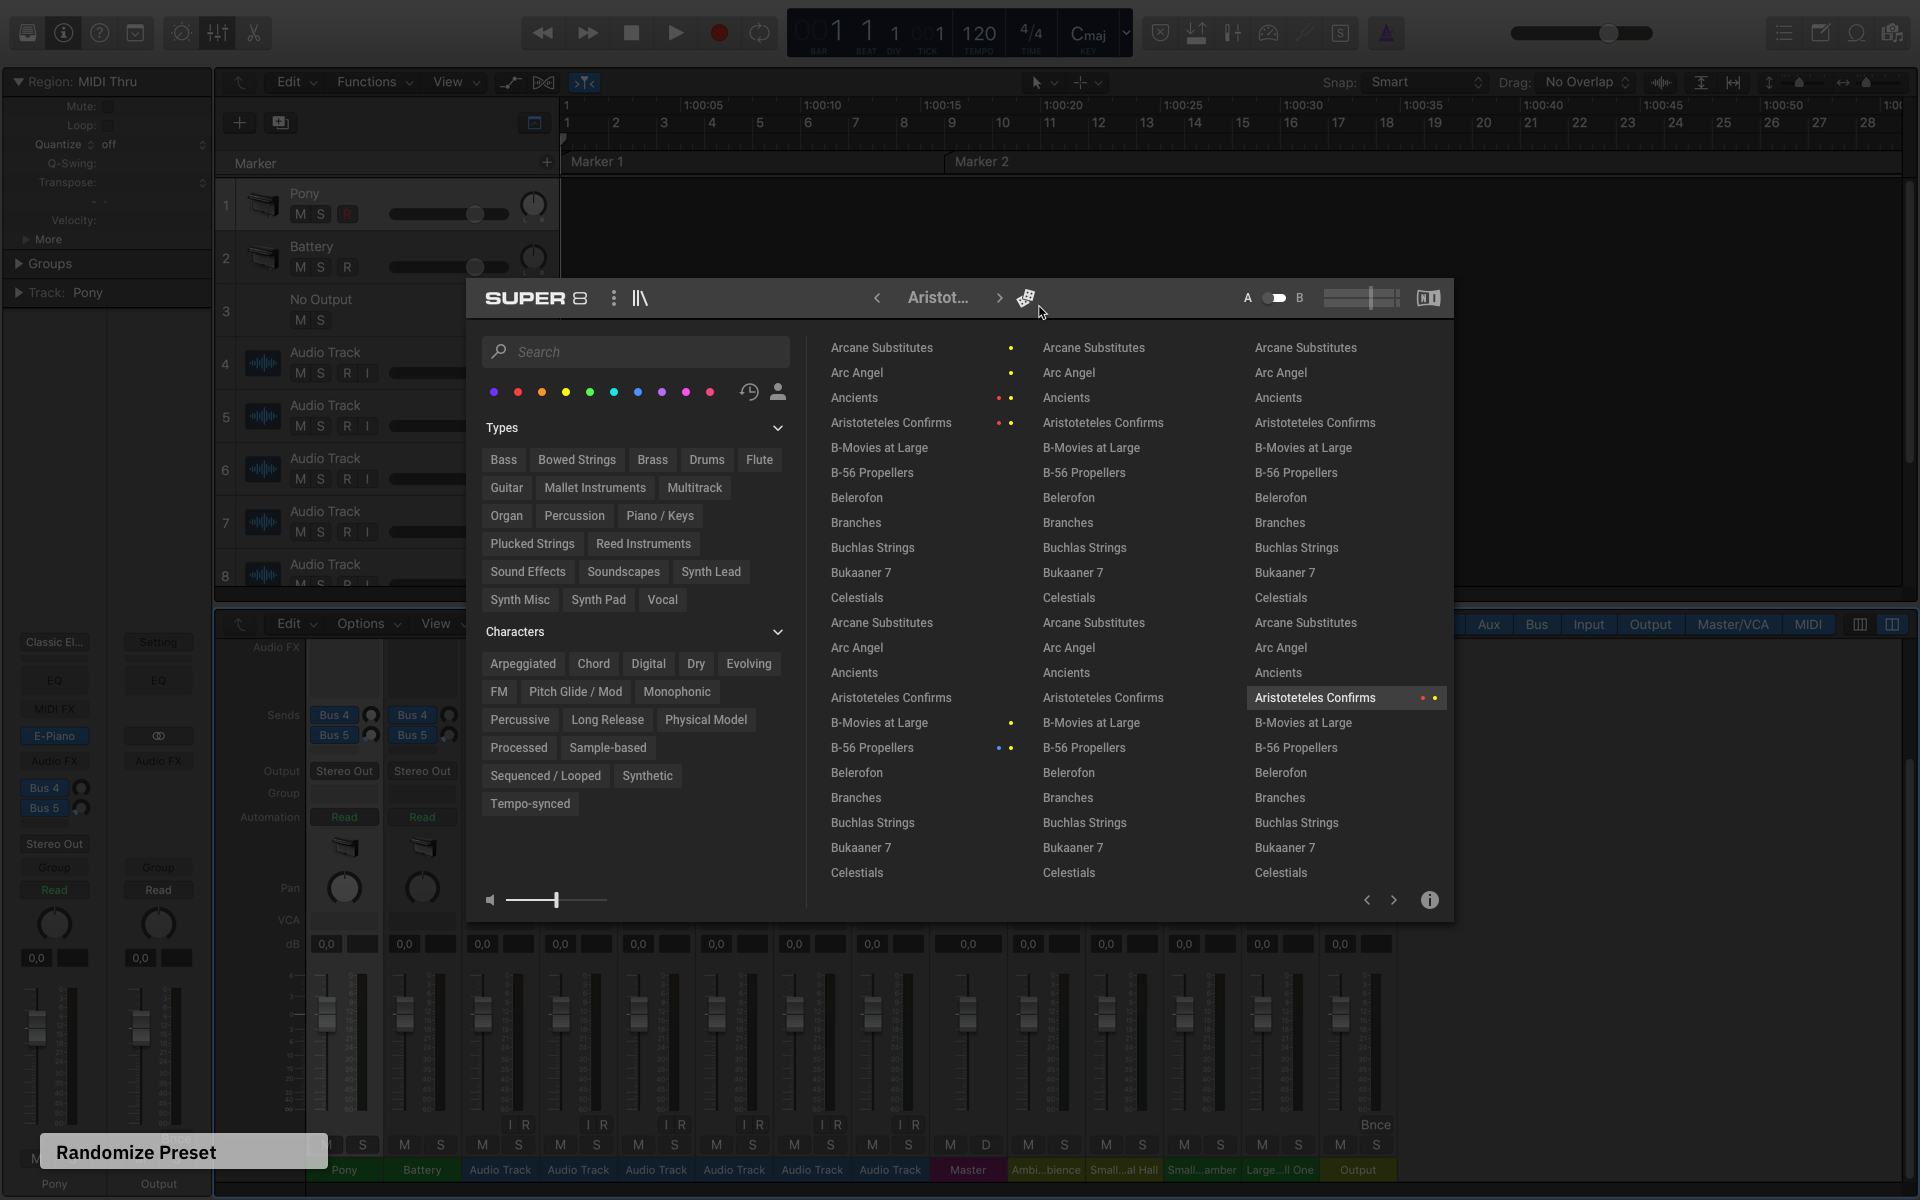 001 1 1 001 120 4/4 Cmaj
BAR BEAT DIV TICK TEMPO TIME KEY
Region: MIDI Thru
Mute:
Loop:
Quantize off
Q-Swing:
Transpose:
Velocity:
More
Groups
Track: Pony
Edit Functions View Snap: Smart Drag: No Overlap
1 1:00:05 1:00:10 1:00:15 1:00:20 1:00:25 1:00:30 1:00:35 1:00:40 1:00:45 1:00:50 1:00
1 2 3 4 5 6 7 8 9 10 11 12 13 14 15 16 17 18 19 20 21 22 23 24 25 26 27 28
Marker Marker 1 Marker 2
1 Pony
M S R
2 Battery
M S R
3 No Output
M S
4 Audio Track
M S R I
5 Audio Track
M S R I
6 Audio Track
M S R I
7 Audio Track
M S R I
8 Audio Track
M S R I
SUPER 8 Aristot... A B
Search
Types
Bass Bowed Strings Brass Drums Flute
Guitar Mallet Instruments Multitrack
Organ Percussion Piano / Keys
Plucked Strings Reed Instruments
Sound Effects Soundscapes Synth Lead
Synth Misc Synth Pad Vocal
Characters
Arpeggiated Chord Digital Dry Evolving
FM Pitch Glide / Mod Monophonic
Percussive Long Release Physical Model
Processed Sample-based
Sequenced / Looped Synthetic
Tempo-synced
Arcane Substitutes Arcane Substitutes Arcane Substitutes
Arc Angel Arc Angel Arc Angel
Ancients Ancients Ancients
Aristoteteles Confirms Aristoteteles Confirms Aristoteteles Confirms
B-Movies at Large B-Movies at Large B-Movies at Large
B-56 Propellers B-56 Propellers B-56 Propellers
Belerofon Belerofon Belerofon
Branches Branches Branches
Buchlas Strings Buchlas Strings Buchlas Strings
Bukaaner 7 Bukaaner 7 Bukaaner 7
Celestials Celestials Celestials
Arcane Substitutes Arcane Substitutes Arcane Substitutes
Arc Angel Arc Angel Arc Angel
Ancients Ancients Ancients
Aristoteteles Confirms Aristoteteles Confirms Aristoteteles Confirms
B-Movies at Large B-Movies at Large B-Movies at Large
B-56 Propellers B-56 Propellers B-56 Propellers
Belerofon Belerofon Belerofon
Branches Branches Branches
Buchlas Strings Buchlas Strings Buchlas Strings
Bukaaner 7 Bukaaner 7 Bukaaner 7
Celestials Celestials Celestials
Edit Options View Aux Bus Input Output Master/VCA MIDI
Classic El... Setting
EQ EQ
MIDI FX
E-Piano
Audio FX Audio FX
Bus 4
Bus 5
Stereo Out
Group Group
Read Read
0,0 0,0
Audio FX
Sends Bus 4 Bus 4
Bus 5 Bus 5
Output Stereo Out Stereo Out
Group
Automation Read Read
Pan
VCA
dB 0,0 0,0 0,0 0,0 0,0 0,0 0,0 0,0 0,0 0,0 0,0 0,0 0,0 0,0
I R I R I R I R I R I R Bnce
Bnce
M S M S M S M S M S M S M S M S M D M S M S M S M S M S
Randomize Preset
Pony Battery Audio Track Audio Track Audio Track Audio Track Audio Track Audio Track Master Ambi...bience Small...al Hall Small...amber Large...ll One Output
Pony Output